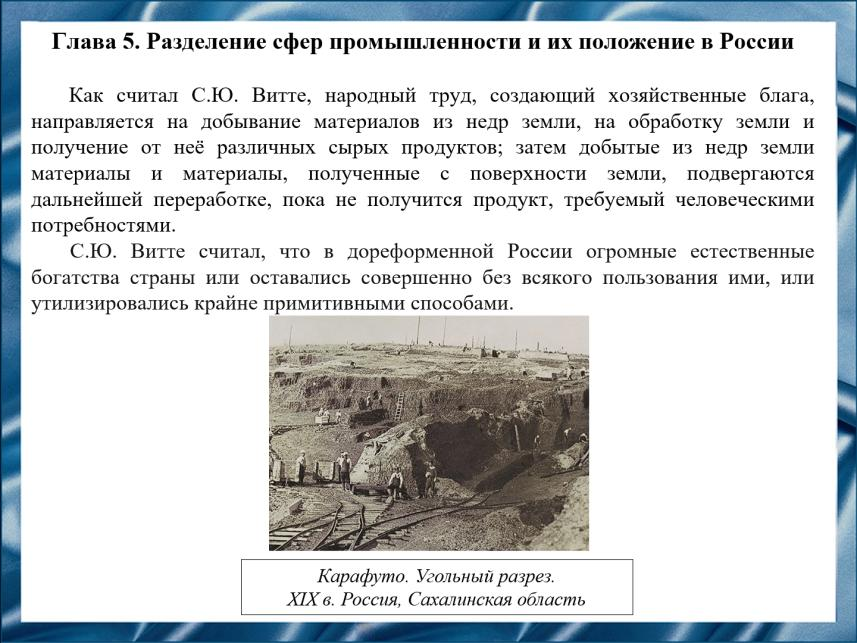 Глава 5. Разделение сфер промышленности и их положение в России
Как считал С.Ю. Витте, народный труд, создающий хозяйственные блага,
направляется на добывание материалов из недр земли, на обработку земли и
получение от неё различных сырых продуктов; затем добытые из недр земли
материалы и материалы, полученные с поверхности земли, подвергаются
дальнейшей переработке, пока не получится продукт, требуемый человеческими
потребностями.
С.Ю. Витте считал, что в дореформенной России огромные естественные
богатства страны или оставались совершенно без всякого пользования ими, или
утилизировались крайне примитивными способами.
Карафуто. Угольный разрез.
XIX в. Россия, Сахалинская область